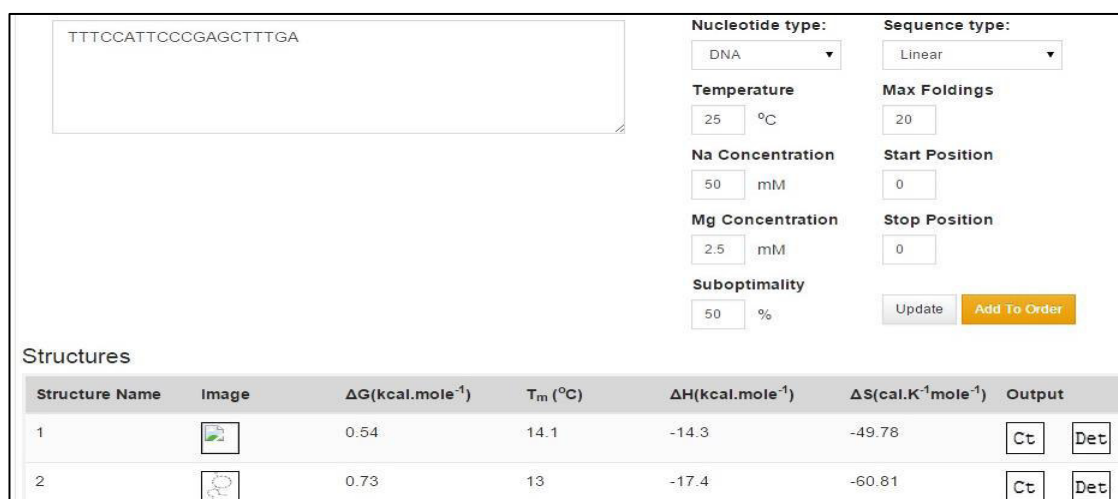 TTTCCATTCCCGAGCTTTGA
Nucleotide type: Sequence type:
DNA Linear
Temperature Max Foldings
25 ⁰C 20
Na Concentration Start Position
50 mM 0
Mg Concentration Stop Position
2.5 mM 0
Suboptimality
50 % Update Add To Order
Structures
Structure Name Image ΔG(kcal.mole⁻¹) Tₘ (⁰C) ΔH(kcal.mole⁻¹) ΔS(cal.K⁻¹mole⁻¹) Output
1 0.54 14.1 -14.3 -49.78 Ct Det
2 0.73 13 -17.4 -60.81 Ct Det